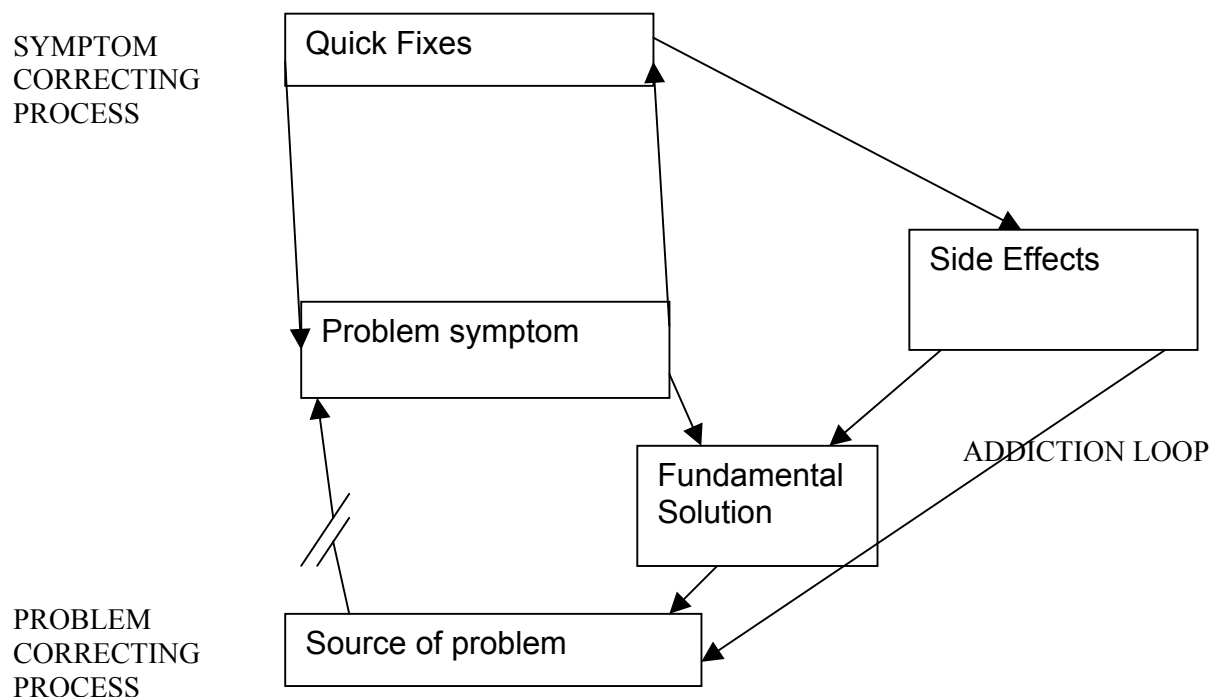 SYMPTOM
CORRECTING
PROCESS
Quick Fixes
Side Effects
Problem symptom
ADDICTION LOOP
Fundamental
Solution
PROBLEM
CORRECTING
PROCESS
Source of problem